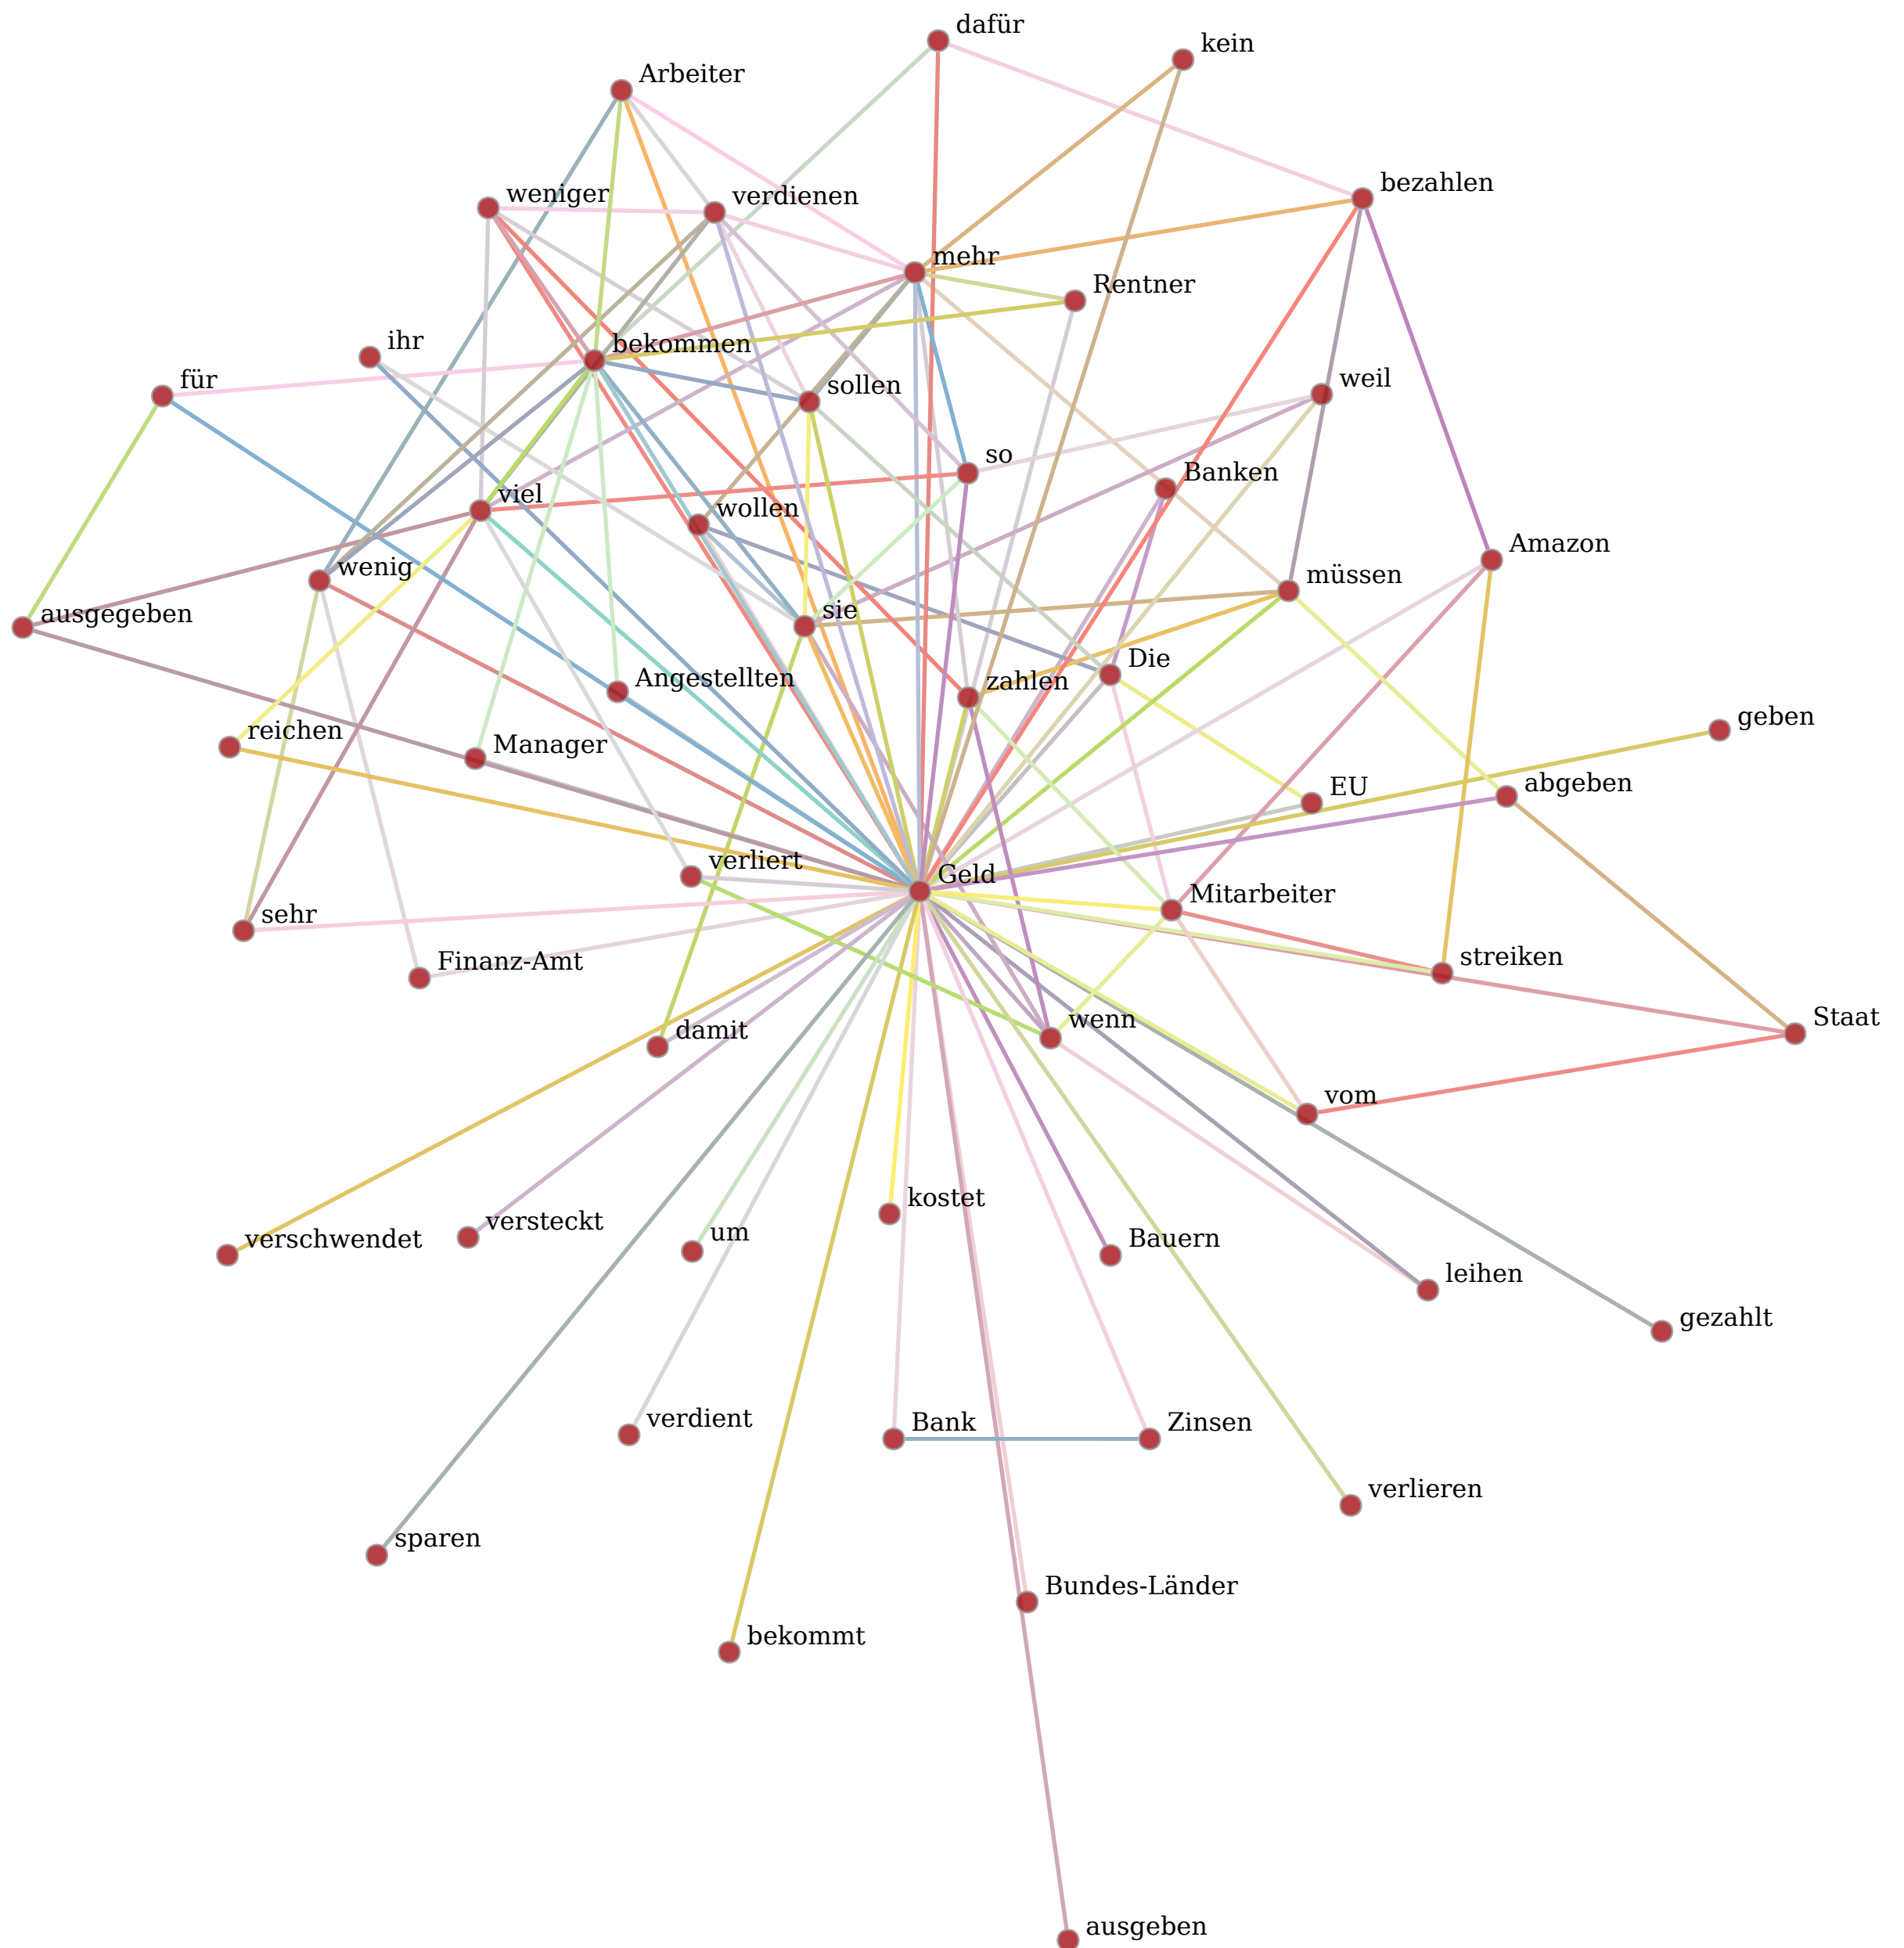 dafür
kein
Arbeiter
bezahlen
weniger
verdienen
mehr
Rentner
ihr
bekommen
für
sollen
weil
so
Banken
viel
wollen
Amazon
wenig
müssen
ausgegeben
sie
Die
Angestellten
zahlen
geben
reichen
Manager
EU
abgeben
verliert
Geld
Mitarbeiter
sehr
Finanz-Amt
streiken
damit
wenn
Staat
vom
kostet
verschwendet
versteckt
um
Bauern
leihen
gezahlt
verdient
Bank
Zinsen
verlieren
sparen
Bundes-Länder
bekommt
ausgeben